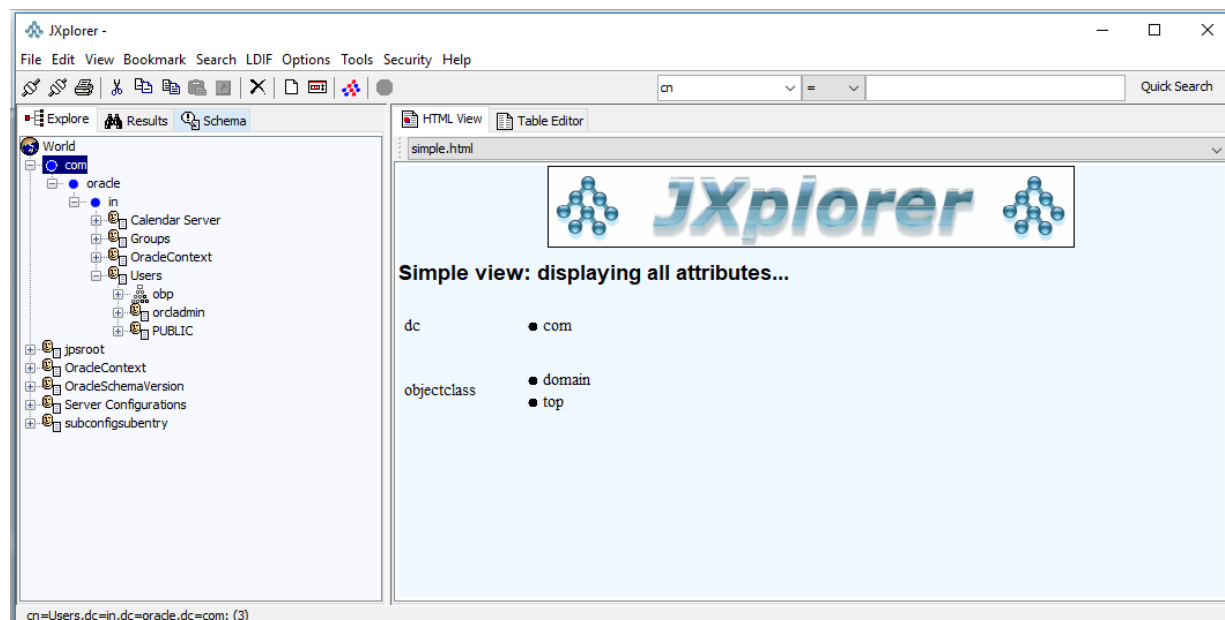 JXplorer -
File Edit View Bookmark Search LDIF Options Tools Security Help
cn = Quick Search
Explore Results Schema
HTML View Table Editor
World
simple.html
com
oracle
in
Calendar Server
Groups
OracleContext
Users
obp
orcladmin
PUBLIC
jpsroot
OracleContext
OracleSchemaVersion
Server Configurations
subconfigsubentry
JXplorer
Simple view: displaying all attributes...
dc com
objectclass domain
top
cn=Users,dc=in,dc=oracle,dc=com: (3)